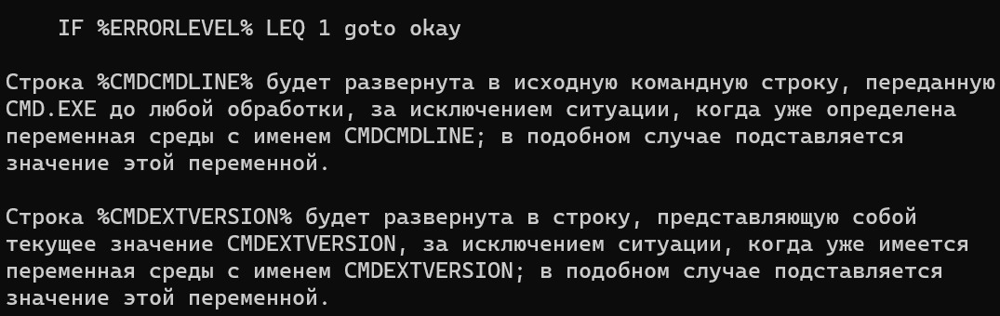 IF %ERRORLEVEL% LEQ 1 goto okay
Строка %CMDCMDLINE% будет развернута в исходную командную строку, переданную
CMD.EXE до любой обработки, за исключением ситуации, когда уже определена
переменная среды с именем CMDCMDLINE; в подобном случае подставляется
значение этой переменной.
Строка %CMDEXTVERSION% будет развернута в строку, представляющую собой
текущее значение CMDEXTVERSION, за исключением ситуации, когда уже имеется
переменная среды с именем CMDEXTVERSION; в подобном случае подставляется
значение этой переменной.